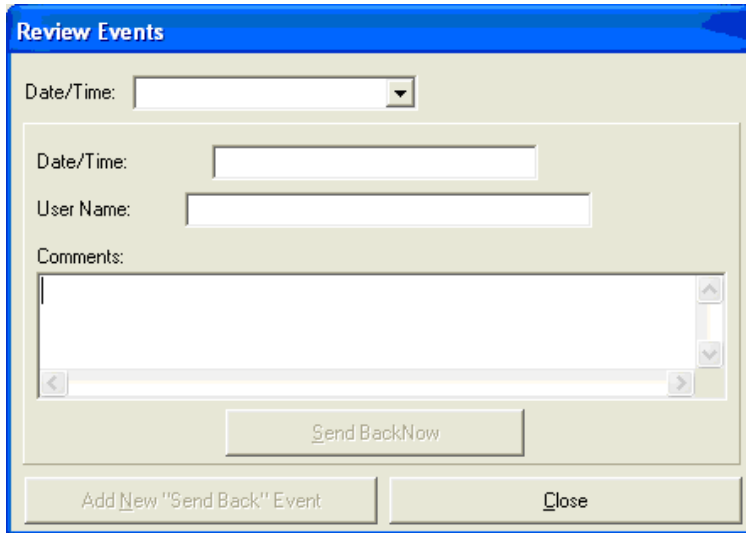 Review Events
Date/Time:
Date/Time:
User Name:
Comments:
Send BackNow
Add New "Send Back" Event
Close